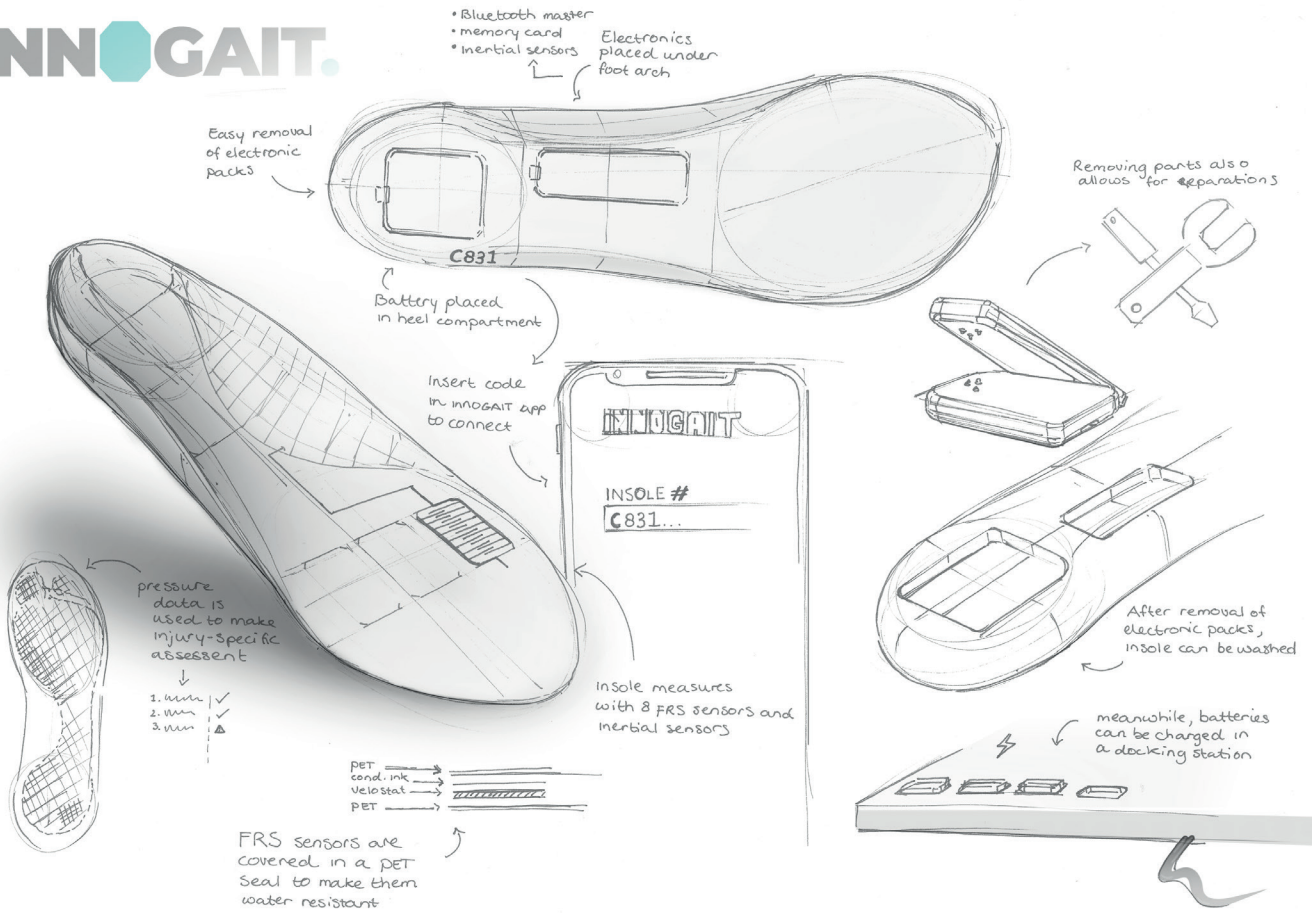 NNOGAIT.
• Bluetooth master
• memory card
• Inertial sensors
Electronics
placed under
foot arch
Easy removal
of electronic
packs
Removing parts also
allows for reparations
C831
Battery placed
in heel compartment
Insert code
in INNOGAIT app
to connect
INNOGAIT
INSOLE #
C831...
pressure
data is
used to make
injury-specific
assessent
1.
2.
3.
Insole measures
with 8 FRS sensors and
inertial sensors
After removal of
electronic packs,
insole can be washed
meanwhile, batteries
can be charged in
a docking station
PET
cond. ink
velostat
PET
FRS sensors are
covered in a PET
seal to make them
water resistant